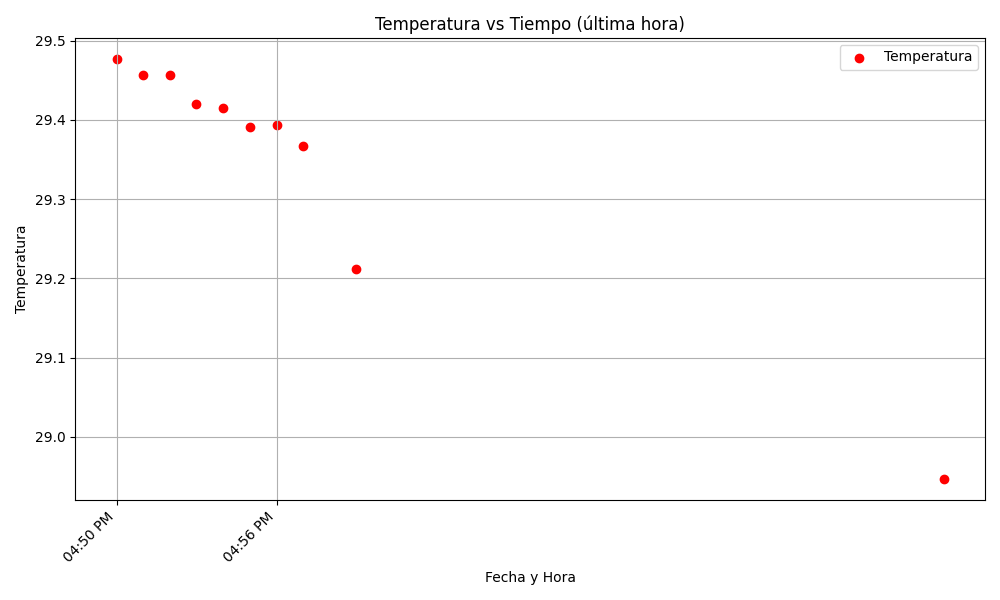 Temperatura vs Tiempo (última hora)
Temperatura
29.5
29.4
29.3
29.2
29.1
29.0
Temperatura
04:50 PM
04:56 PM
Fecha y Hora